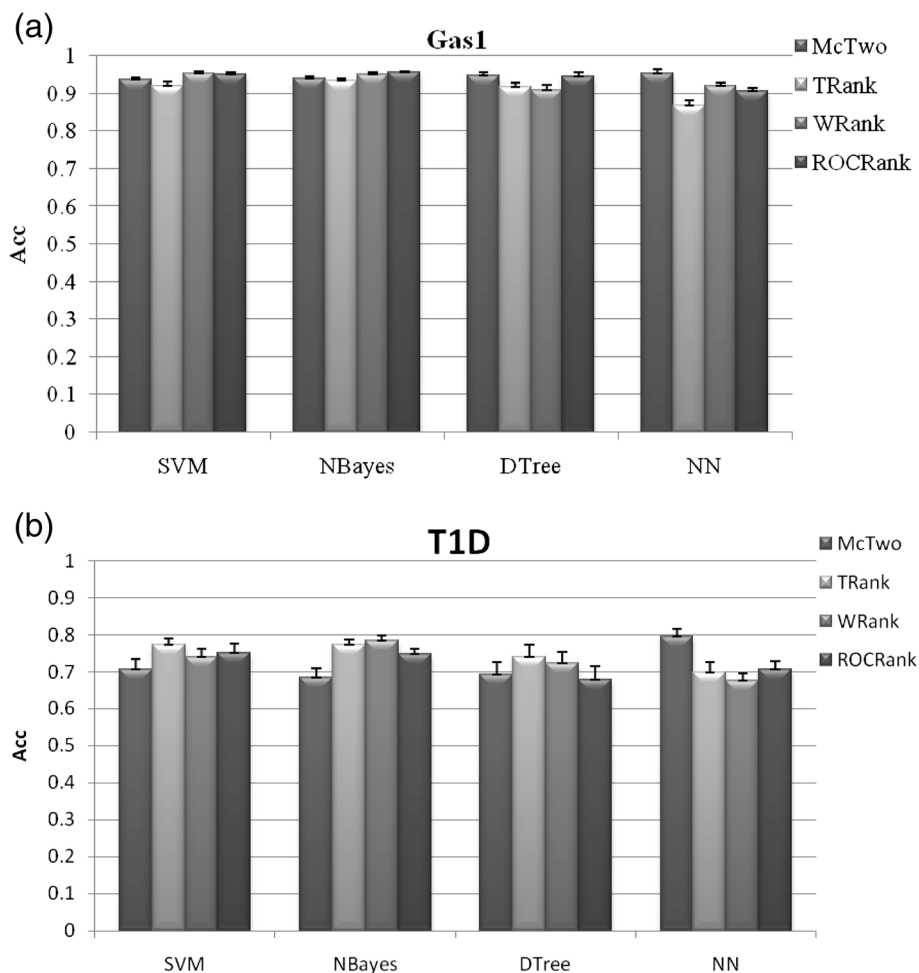 (a)
Gas1
1
0.9
0.8
0.7
0.6
0.5
0.4
0.3
0.2
0.1
0
Acc
SVM NBayes DTree NN
McTwo
TRank
WRank
ROCRank
(b)
T1D
1
0.9
0.8
0.7
0.6
0.5
0.4
0.3
0.2
0.1
0
Acc
SVM NBayes DTree NN
McTwo
TRank
WRank
ROCRank